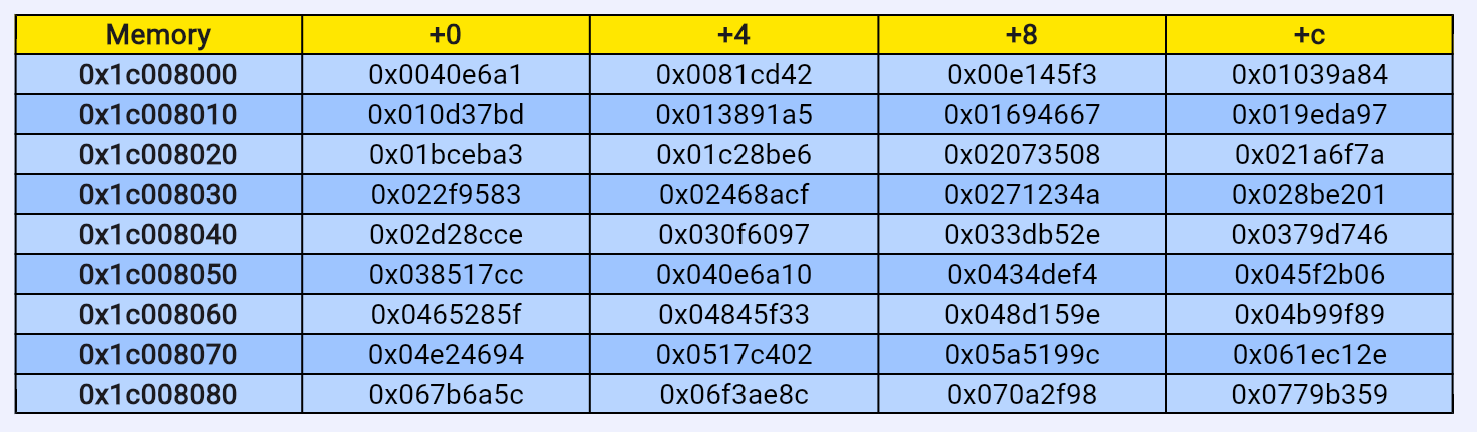 Memory +0 +4 +8 +c
0x1c008000 0x0040e6a1 0x0081cd42 0x00e145f3 0x01039a84
0x1c008010 0x010d37bd 0x013891a5 0x01694667 0x019eda97
0x1c008020 0x01bceba3 0x01c28be6 0x02073508 0x021a6f7a
0x1c008030 0x022f9583 0x02468acf 0x0271234a 0x028be201
0x1c008040 0x02d28cce 0x030f6097 0x033db52e 0x0379d746
0x1c008050 0x038517cc 0x040e6a10 0x0434def4 0x045f2b06
0x1c008060 0x0465285f 0x04845f33 0x048d159e 0x04b99f89
0x1c008070 0x04e24694 0x0517c402 0x05a5199c 0x061ec12e
0x1c008080 0x067b6a5c 0x06f3ae8c 0x070a2f98 0x0779b359